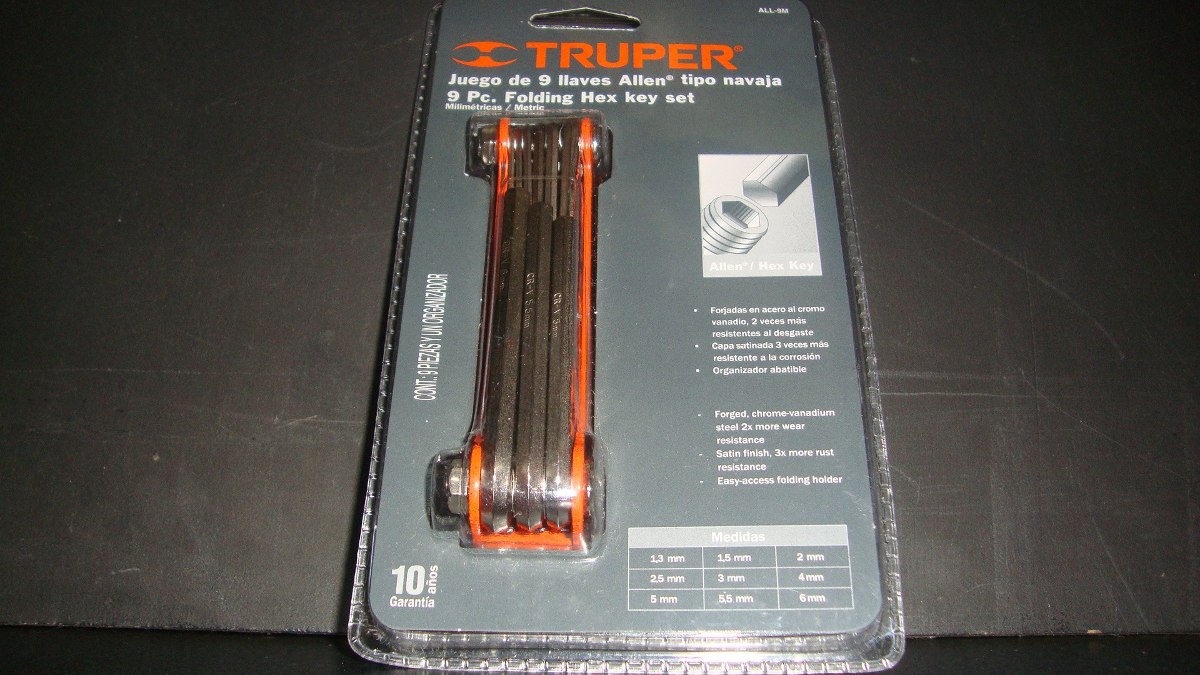 ALL-9M
TRUPER®
Juego de 9 llaves Allen® tipo navaja
9 Pc. Folding Hex key set
Milimétricas / Metric
Allen® / Hex Key
CONT.: 9 PIEZAS Y UN ORGANIZADOR
CR-V 5.5mm
CR-V 5mm
• Forjadas en acero al cromo
vanadio, 2 veces más
resistentes al desgaste
• Capa satinada 3 veces más
resistente a la corrosión
• Organizador abatible
- Forged, chrome-vanadium
steel 2x more wear
resistance
- Satin finish, 3x more rust
resistance
- Easy-access folding holder
Medidas
1,3 mm 1,5 mm 2 mm
2,5 mm 3 mm 4 mm
5 mm 5,5 mm 6 mm
10 años
Garantía